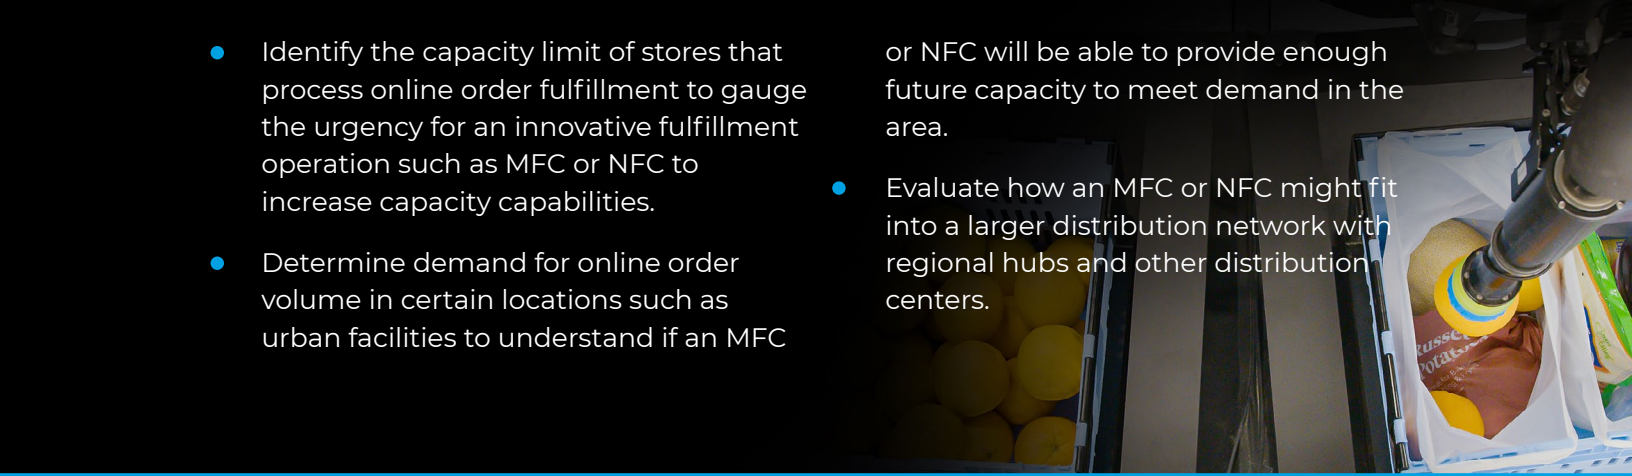 Identify the capacity limit of stores that
process online order fulfillment to gauge
the urgency for an innovative fulfillment
operation such as MFC or NFC to
increase capacity capabilities.
Determine demand for online order
volume in certain locations such as
urban facilities to understand if an MFC
or NFC will be able to provide enough
future capacity to meet demand in the
area.
Evaluate how an MFC or NFC might fit
into a larger distribution network with
regional hubs and other distribution
centers.
Russet
Potatoes